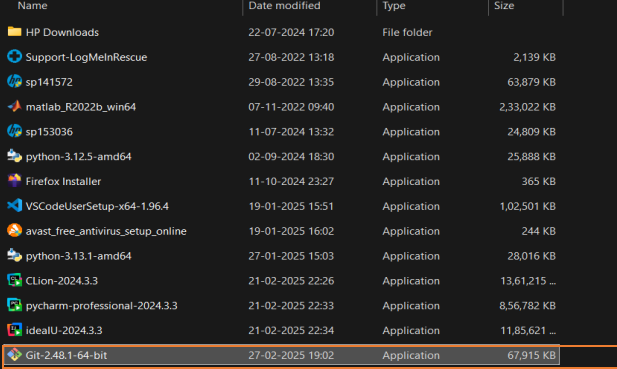 Name Date modified Type Size
HP Downloads 22-07-2024 17:20 File folder
Support-LogMeInRescue 27-08-2022 13:18 Application 2,139 KB
sp141572 29-08-2022 13:35 Application 63,879 KB
matlab_R2022b_win64 07-11-2022 09:40 Application 2,33,022 KB
sp153036 11-07-2024 13:32 Application 24,809 KB
python-3.12.5-amd64 02-09-2024 18:30 Application 25,888 KB
Firefox Installer 11-10-2024 23:27 Application 365 KB
VSCodeUserSetup-x64-1.96.4 19-01-2025 15:51 Application 1,02,501 KB
avast_free_antivirus_setup_online 19-01-2025 16:02 Application 244 KB
python-3.13.1-amd64 27-01-2025 15:03 Application 28,016 KB
CLion-2024.3.3 21-02-2025 22:26 Application 13,61,215 ...
pycharm-professional-2024.3.3 21-02-2025 22:33 Application 8,56,782 KB
ideaIU-2024.3.3 21-02-2025 22:34 Application 11,85,621 ...
Git-2.48.1-64-bit 27-02-2025 19:02 Application 67,915 KB